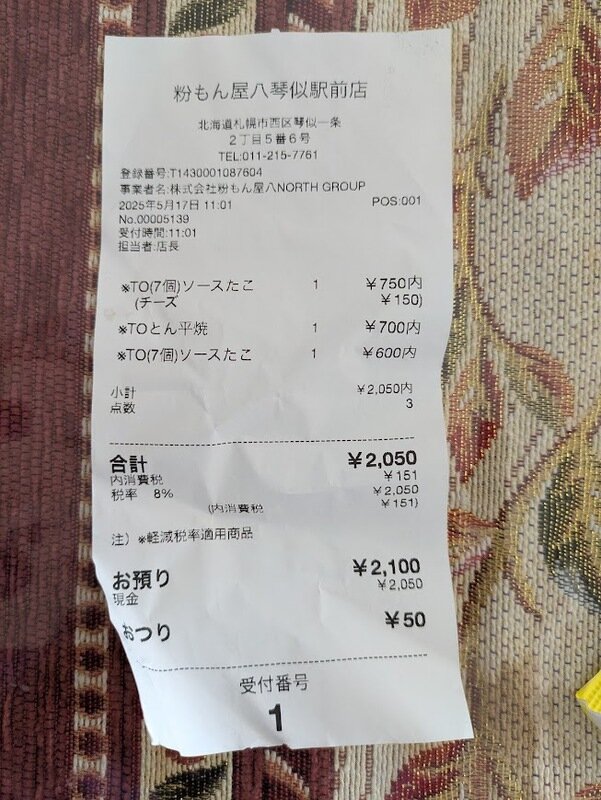 粉もん屋八琴似駅前店
北海道札幌市西区琴似一条
2丁目5番6号
TEL:011-215-7761
登録番号:T1430001087604
事業者名:株式会社粉もん屋八NORTH GROUP
2025年5月17日 11:01 POS:001
No.00005139
受付時間:11:01
担当者:店長
※TO(7個)ソースたこ 1 ￥750内
(チーズ ￥150)
※TOとん平焼 1 ￥700内
※TO(7個)ソースたこ 1 ￥600内
小計 ￥2,050内
点数 3
合計 ￥2,050
内消費税 ￥151
税率 8% ￥2,050
(内消費税 ￥151)
注) ※軽減税率適用商品
お預り ￥2,100
現金 ￥2,050
おつり ￥50
受付番号
1